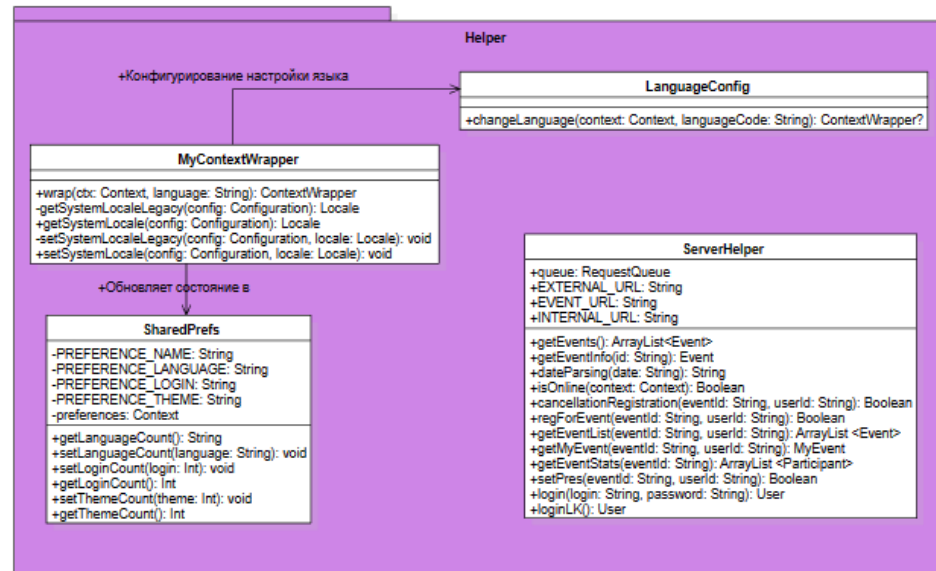 Helper
+Конфигурирование настройки языка
LanguageConfig
+changeLanguage(context: Context, languageCode: String): ContextWrapper?
MyContextWrapper
+wrap(ctx: Context, language: String): ContextWrapper
-getSystemLocaleLegacy(config: Configuration): Locale
+getSystemLocale(config: Configuration): Locale
-setSystemLocaleLegacy(config: Configuration, locale: Locale): void
+setSystemLocale(config: Configuration, locale: Locale): void
+Обновляет состояние в
SharedPrefs
-PREFERENCE_NAME: String
-PREFERENCE_LANGUAGE: String
-PREFERENCE_LOGIN: String
-PREFERENCE_THEME: String
-preferences: Context
+getLanguageCount(): String
+setLanguageCount(language: String): void
+setLoginCount(login: Int): void
+getLoginCount(): Int
+setThemeCount(theme: Int): void
+getThemeCount(): Int
ServerHelper
+queue: RequestQueue
+EXTERNAL_URL: String
+EVENT_URL: String
+INTERNAL_URL: String
+getEvents(): ArrayList<Event>
+getEventInfo(id: String): Event
+dateParsing(date: String): String
+isOnline(context: Context): Boolean
+cancellationRegistration(eventId: String, userId: String): Boolean
+regForEvent(eventId: String, userId: String): Boolean
+getEventList(eventId: String, userId: String): ArrayList <Event>
+getMyEvent(eventId: String, userId: String): MyEvent
+getEventStats(eventId: String): ArrayList <Participant>
+setPres(eventId: String, userId: String): Boolean
+login(login: String, password: String): User
+loginLK(): User